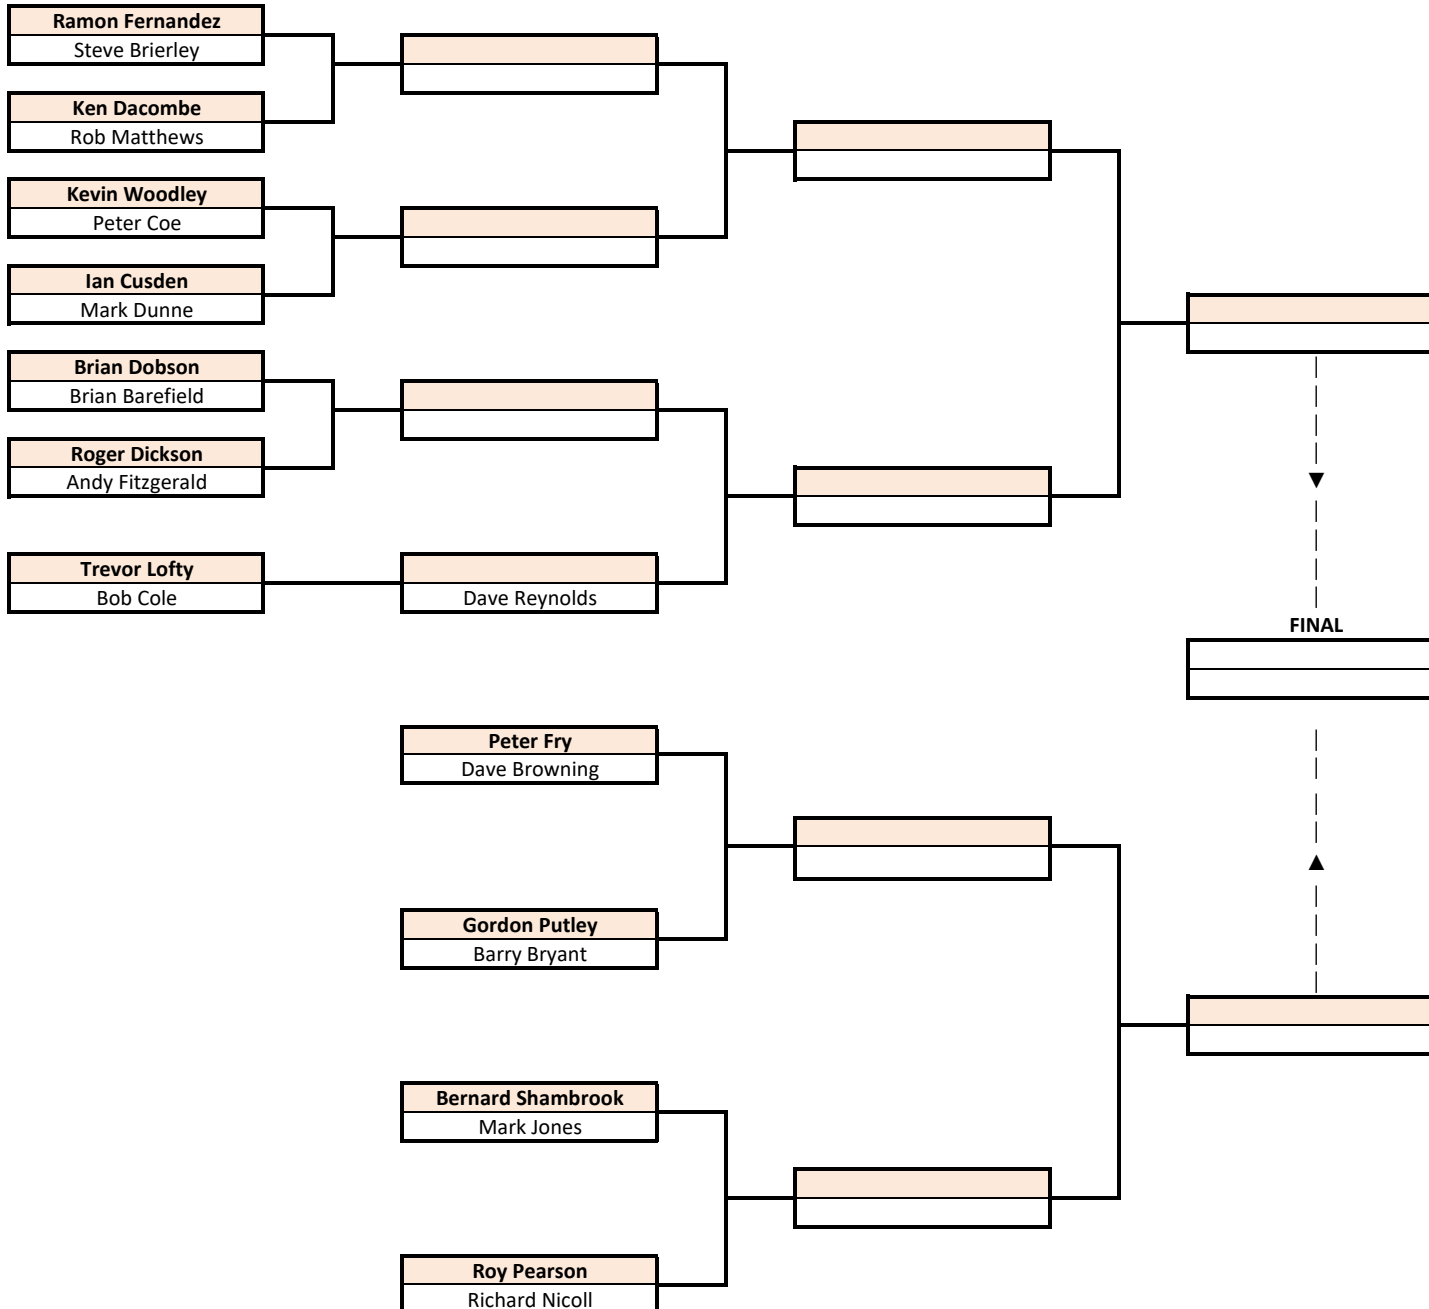 Ramon Fernandez
Steve Brierley
Ken Dacombe
Rob Matthews
Kevin Woodley
Peter Coe
Ian Cusden
Mark Dunne
Brian Dobson
Brian Barefield
Roger Dickson
Andy Fitzgerald
Trevor Lofty
Bob Cole
Dave Reynolds
FINAL
Peter Fry
Dave Browning
Gordon Putley
Barry Bryant
Bernard Shambrook
Mark Jones
Roy Pearson
Richard Nicoll